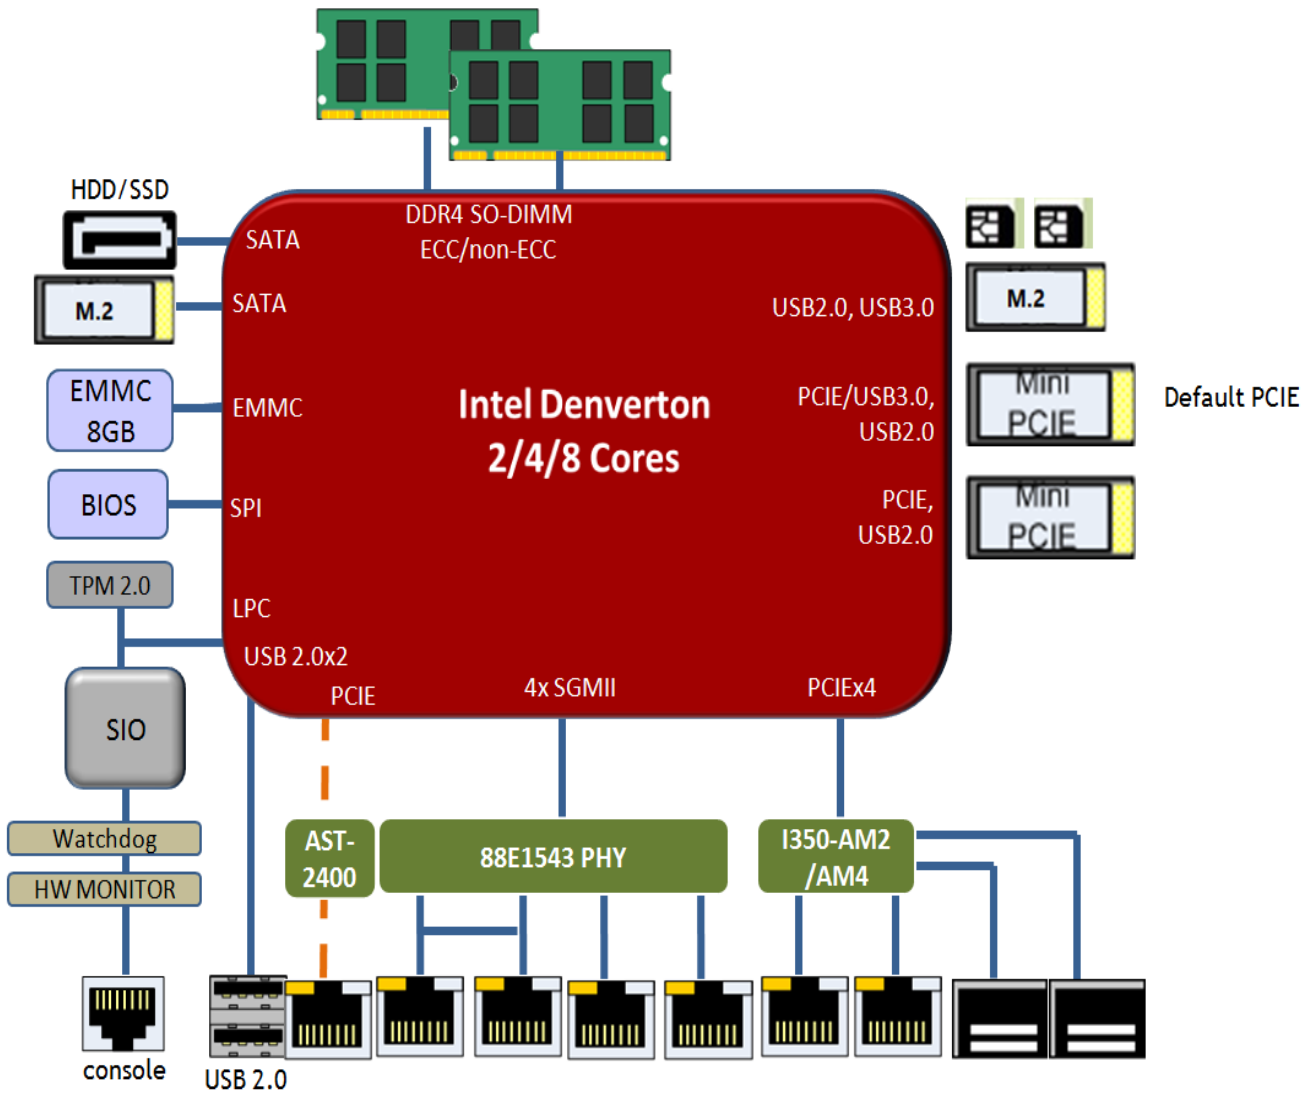 HDD/SSD
DDR4 SO-DIMM
ECC/non-ECC
SATA
M.2
SATA
USB2.0, USB3.0
M.2
EMMC
8GB
EMMC
Intel Denverton
2/4/8 Cores
PCIE/USB3.0,
USB2.0
Mini
PCIE
Default PCIE
BIOS
SPI
PCIE,
USB2.0
Mini
PCIE
TPM 2.0
LPC
USB 2.0x2
PCIE
4x SGMII
PCIEx4
SIO
Watchdog
HW MONITOR
AST-
2400
88E1543 PHY
I350-AM2
/AM4
console
USB 2.0